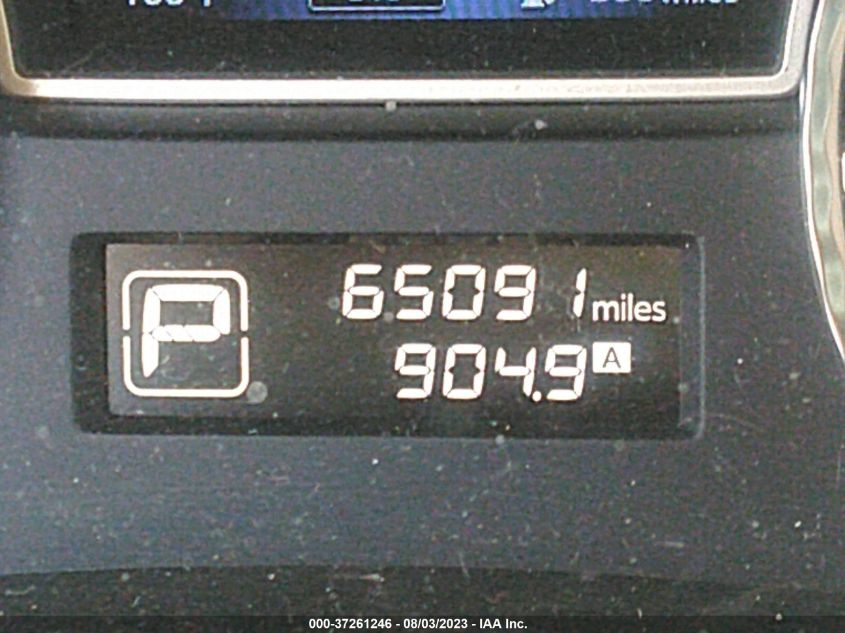 P
65091 miles
904.9 A
000-37261246 - 08/03/2023 - IAA Inc.